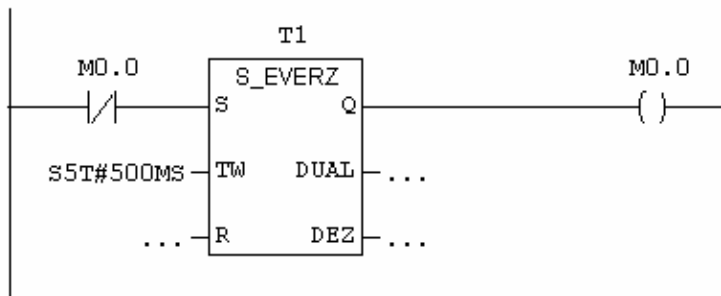 T1
M0.0 S_EVERZ M0.0
S Q
S5T#500MS TW DUAL ...
... R DEZ ...